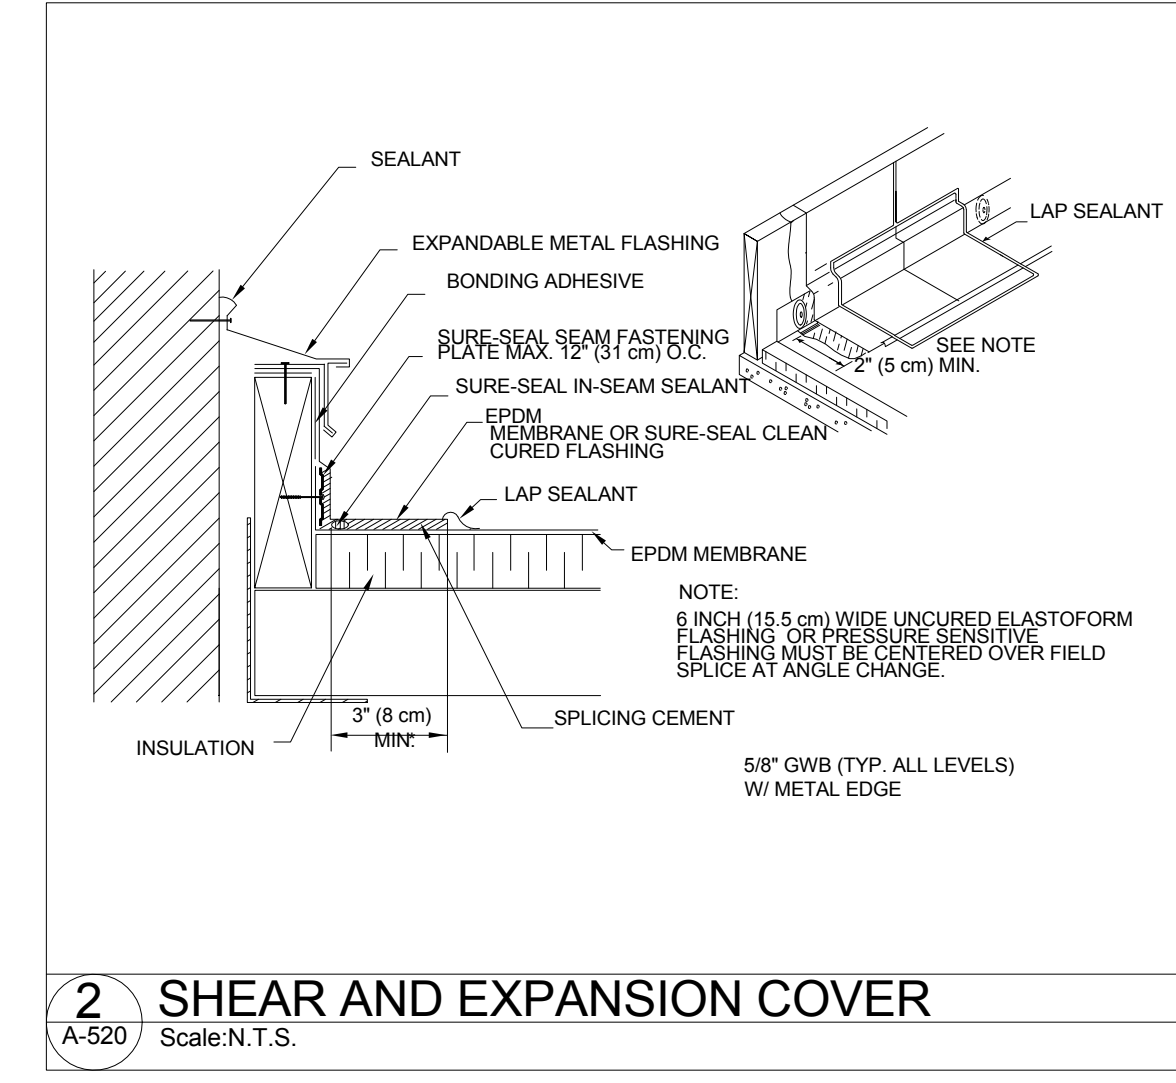 SEALANT
EXPANDABLE METAL FLASHING
BONDING ADHESIVE
SURE-SEAL SEAM FASTENING
PLATE MAX. 12" (31 cm) O.C.
SURE-SEAL IN-SEAM SEALANT
EPDM
MEMBRANE OR SURE-SEAL CLEAN
CURED FLASHING
LAP SEALANT
EPDM MEMBRANE
LAP SEALANT
SEE NOTE
2" (5 cm) MIN.
NOTE:
6 INCH (15.5 cm) WIDE UNCURED ELASTOFORM
FLASHING OR PRESSURE SENSITIVE
FLASHING MUST BE CENTERED OVER FIELD
SPLICE AT ANGLE CHANGE.
3" (8 cm)
MIN.*
SPLICING CEMENT
INSULATION
5/8" GWB (TYP. ALL LEVELS)
W/ METAL EDGE
2
A-520
SHEAR AND EXPANSION COVER
Scale:N.T.S.